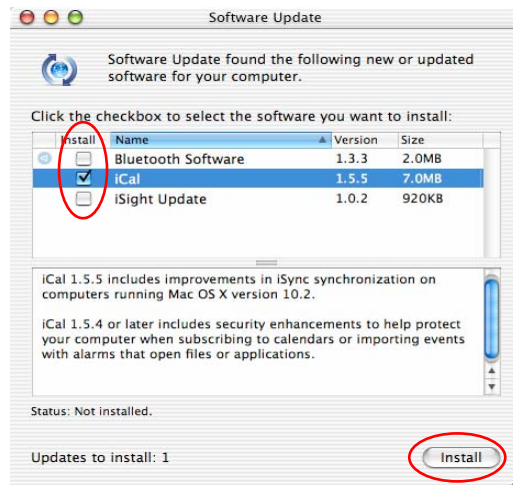 Software Update
Software Update found the following new or updated
software for your computer.
Click the checkbox to select the software you want to install:
Install Name Version Size
Bluetooth Software 1.3.3 2.0MB
iCal 1.5.5 7.0MB
iSight Update 1.0.2 920KB
iCal 1.5.5 includes improvements in iSync synchronization on
computers running Mac OS X version 10.2.
iCal 1.5.4 or later includes security enhancements to help protect
your computer when subscribing to calendars or importing events
with alarms that open files or applications.
Status: Not installed.
Updates to install: 1
Install